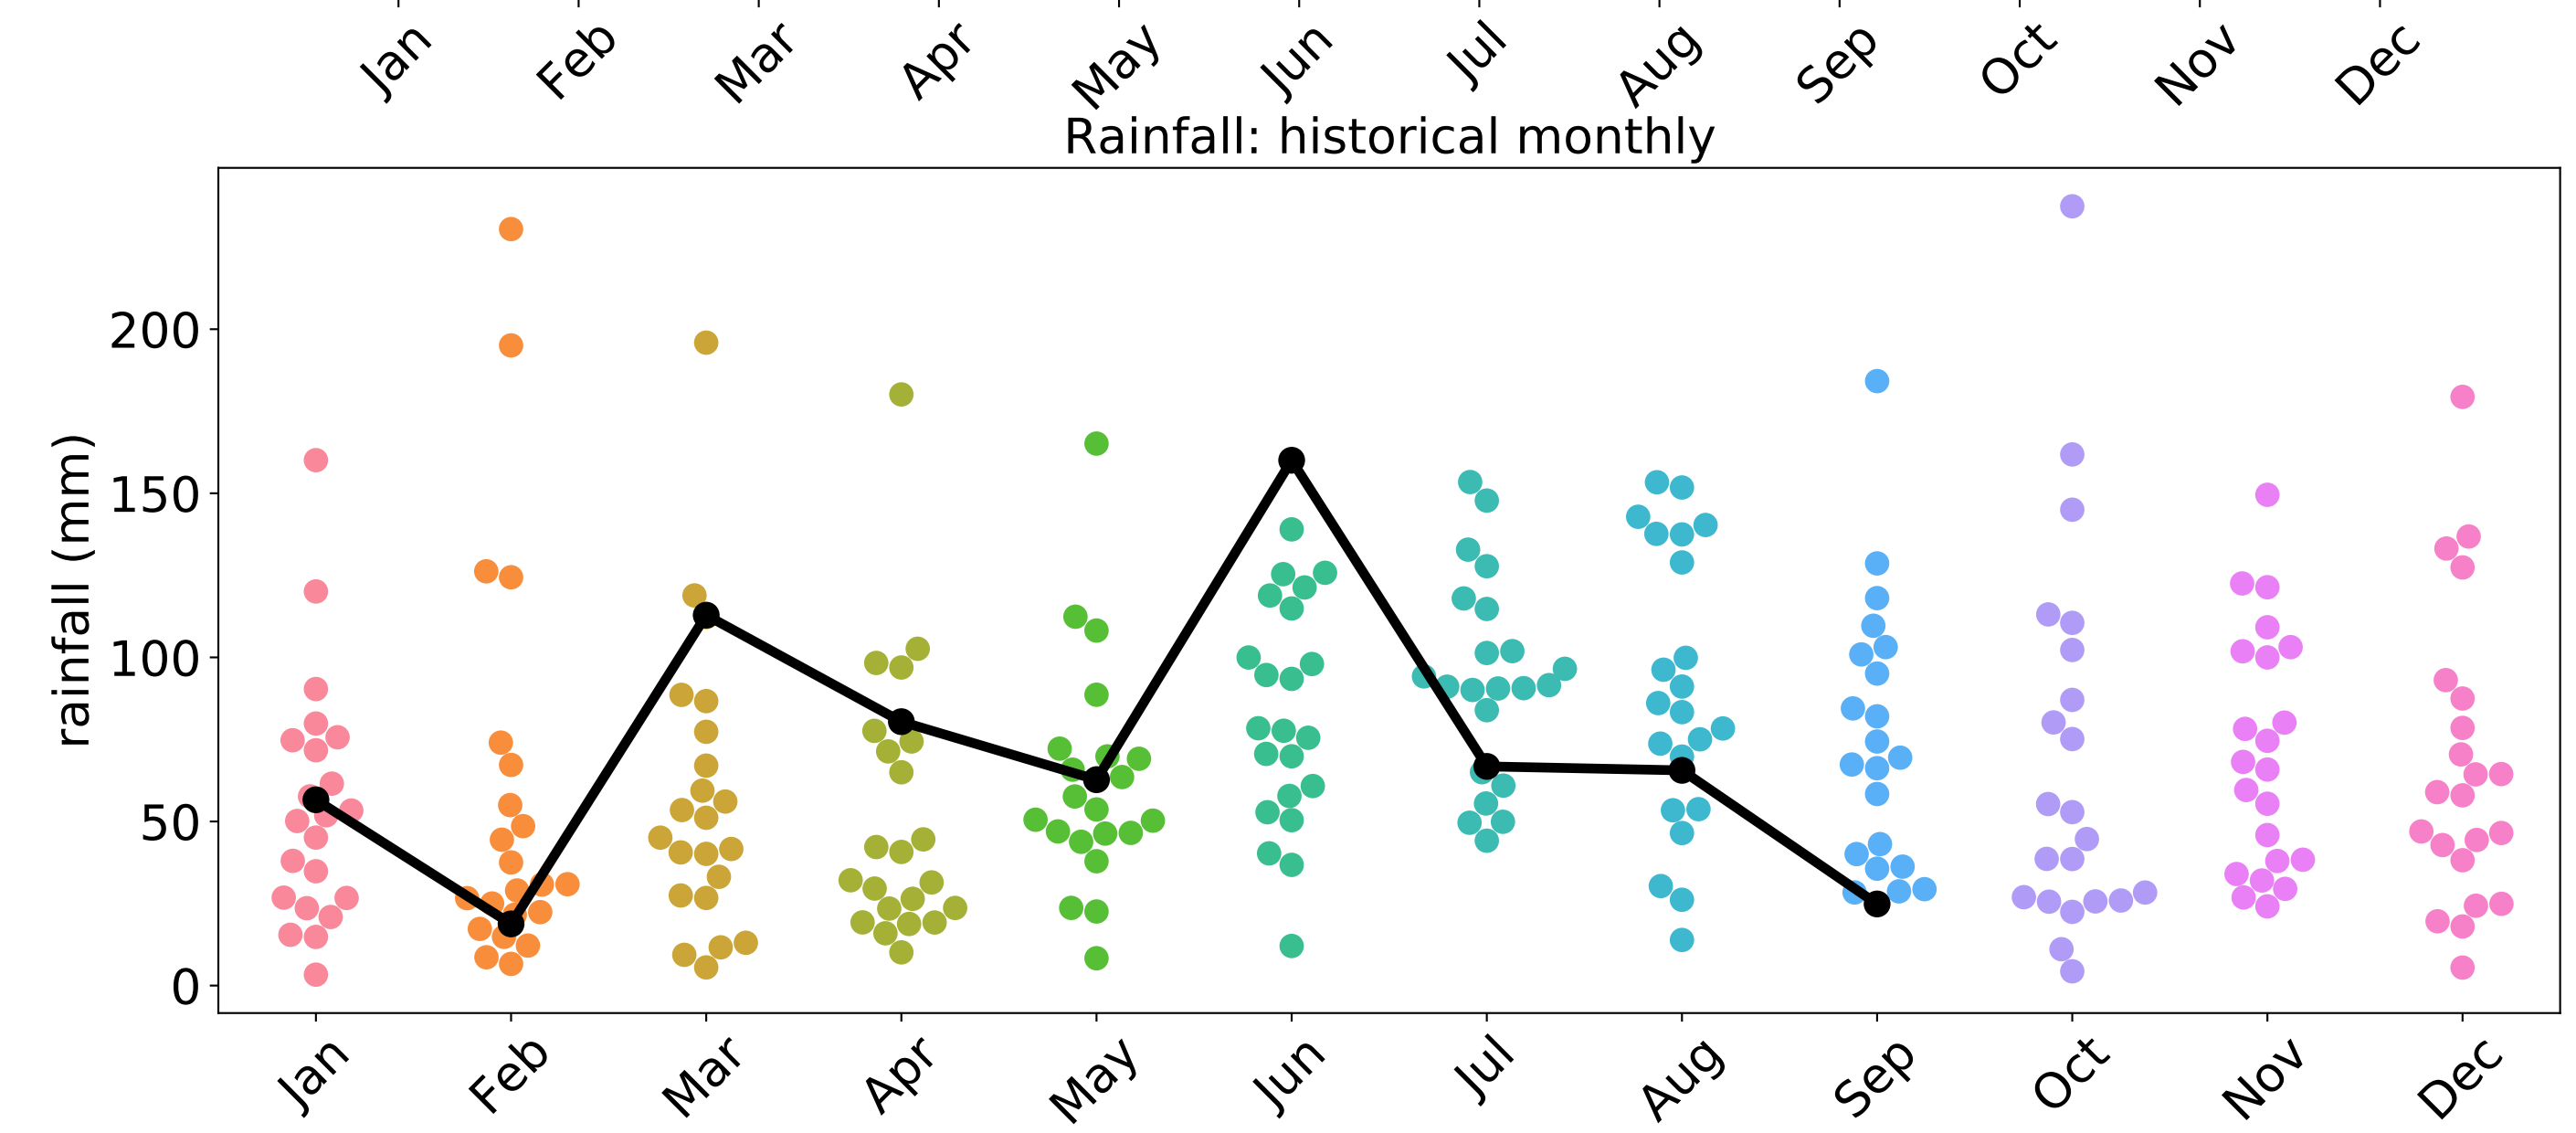 Jan Feb Mar Apr May Jun Jul Aug Sep Oct Nov Dec
Rainfall: historical monthly
rainfall (mm)
200
150
100
50
0
Jan Feb Mar Apr May Jun Jul Aug Sep Oct Nov Dec